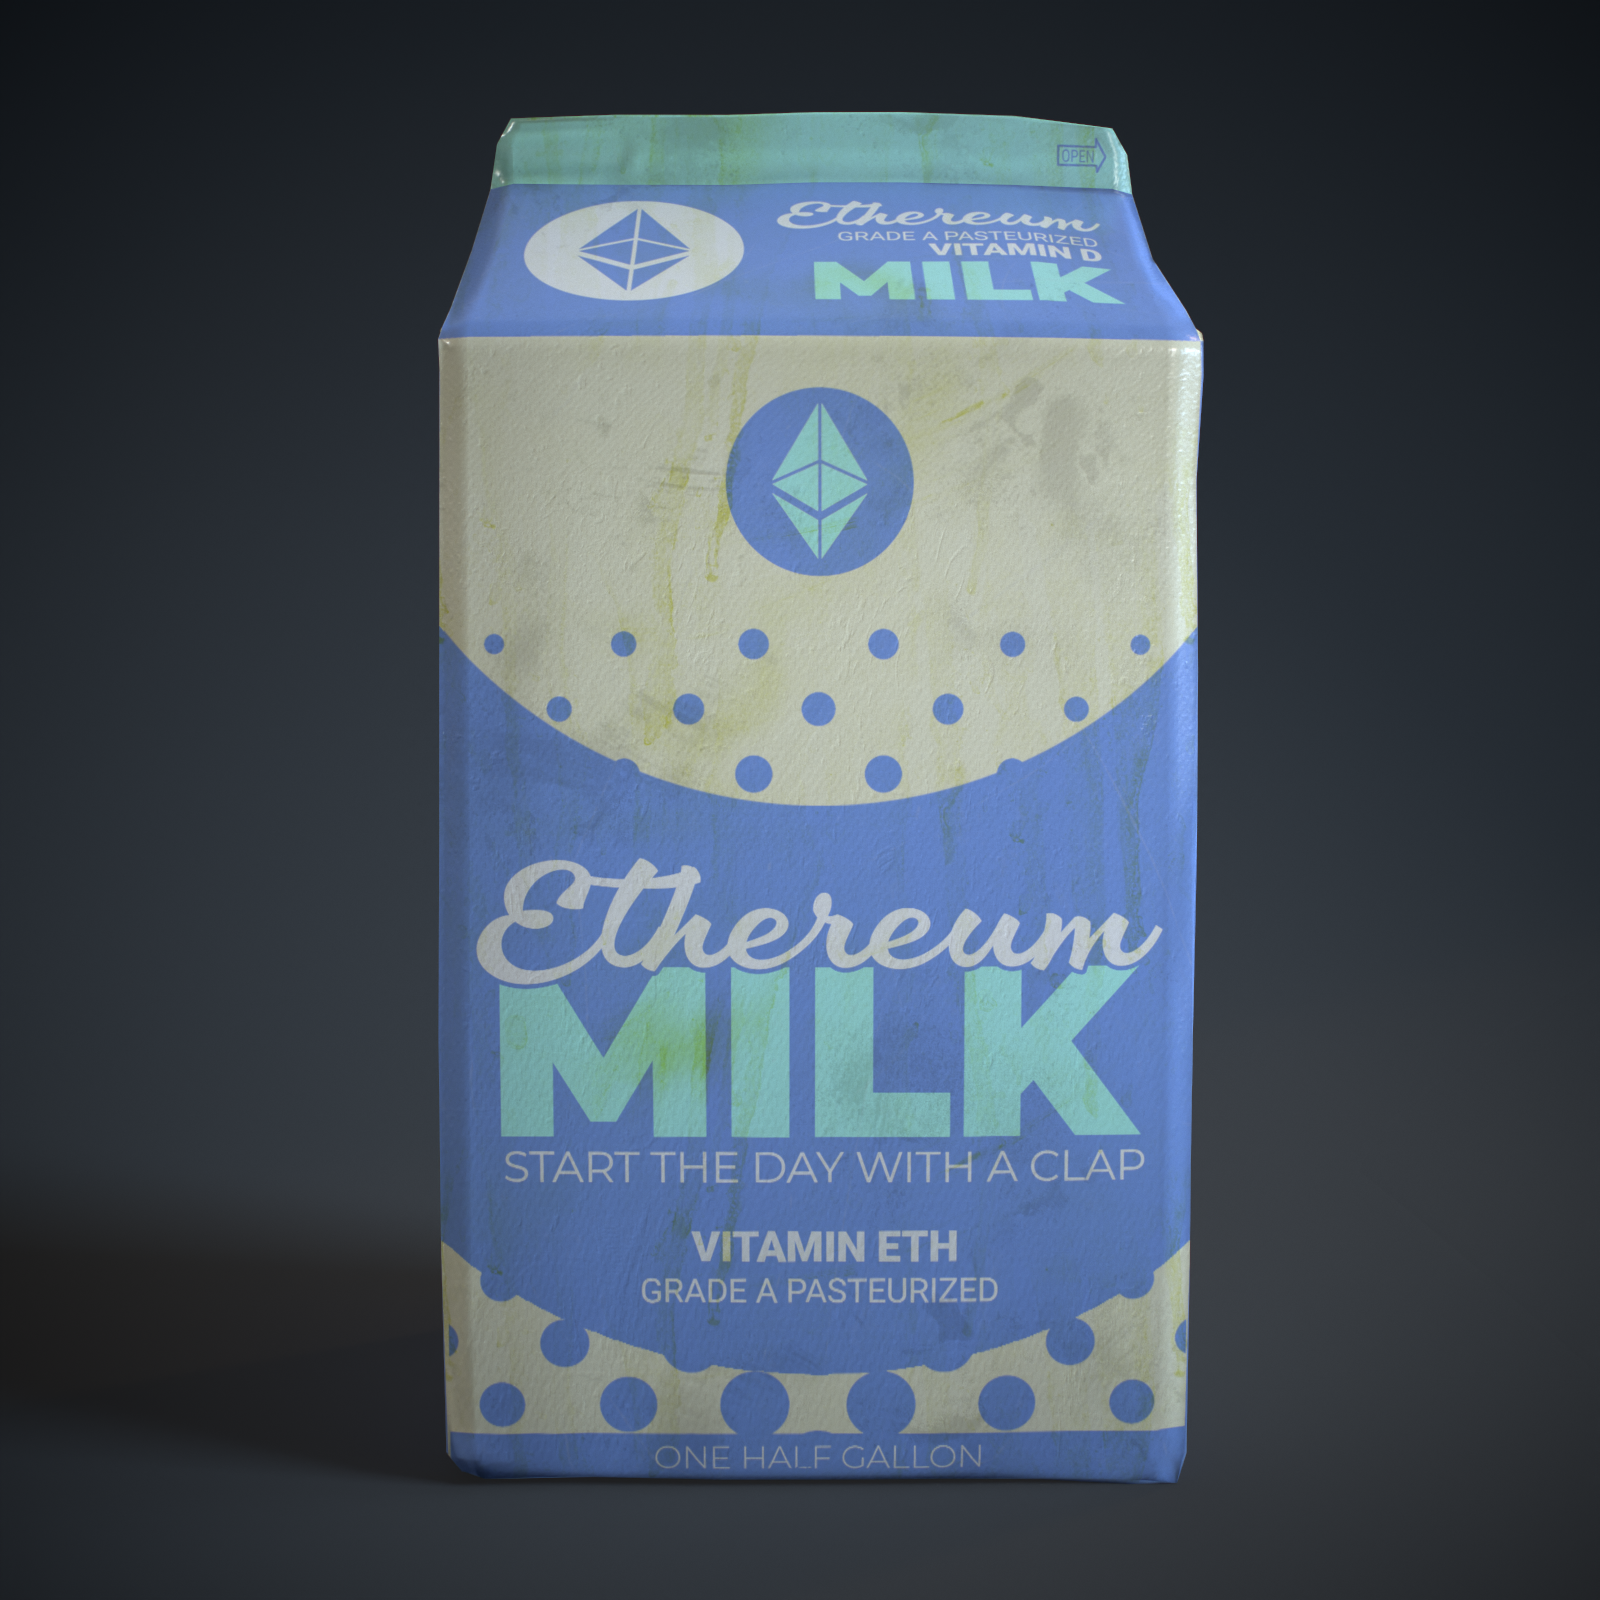 OPEN
Ethereum
GRADE A PASTEURIZED
VITAMIN D
MILK
Ethereum
MILK
START THE DAY WITH A CLAP
VITAMIN ETH
GRADE A PASTEURIZED
ONE HALF GALLON